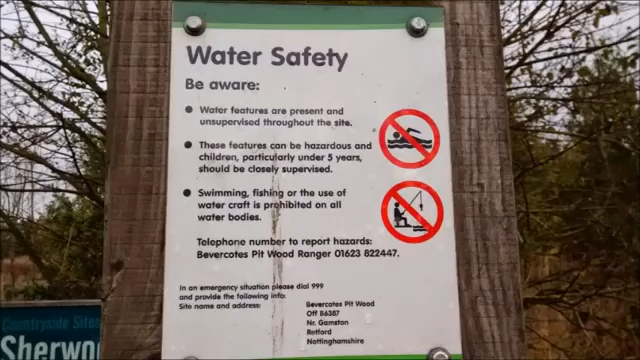 Water Safety
Be aware:
Water features are present and
unsupervised throughout the site.
These features can be hazardous and
children, particularly under 5 years,
should be closely supervised.
Swimming, fishing or the use of
water craft is prohibited on all
water bodies.
Telephone number to report hazards:
Bevercotes Pit Wood Ranger 01623 822447.
In an emergency situation please dial 999
and provide the following info:
Site name and address:
Bevercotes Pit Wood
Off B6387
Nr. Gamston
Retford
Nottinghamshire
Countryside Sites
Sherwo